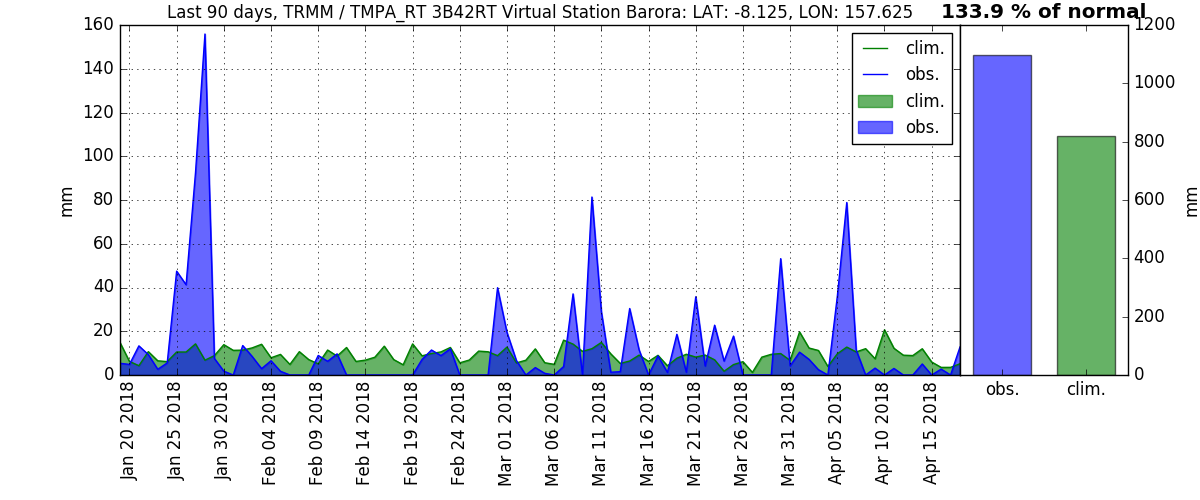 Last 90 days, TRMM / TMPA_RT 3B42RT Virtual Station Barora: LAT: -8.125, LON: 157.625
133.9 % of normal
160
140
120
100
80
60
40
20
0
mm
clim.
obs.
clim.
obs.
1200
1000
800
600
400
200
0
mm
Jan 20 2018
Jan 25 2018
Jan 30 2018
Feb 04 2018
Feb 09 2018
Feb 14 2018
Feb 19 2018
Feb 24 2018
Mar 01 2018
Mar 06 2018
Mar 11 2018
Mar 16 2018
Mar 21 2018
Mar 26 2018
Mar 31 2018
Apr 05 2018
Apr 10 2018
Apr 15 2018
obs.
clim.